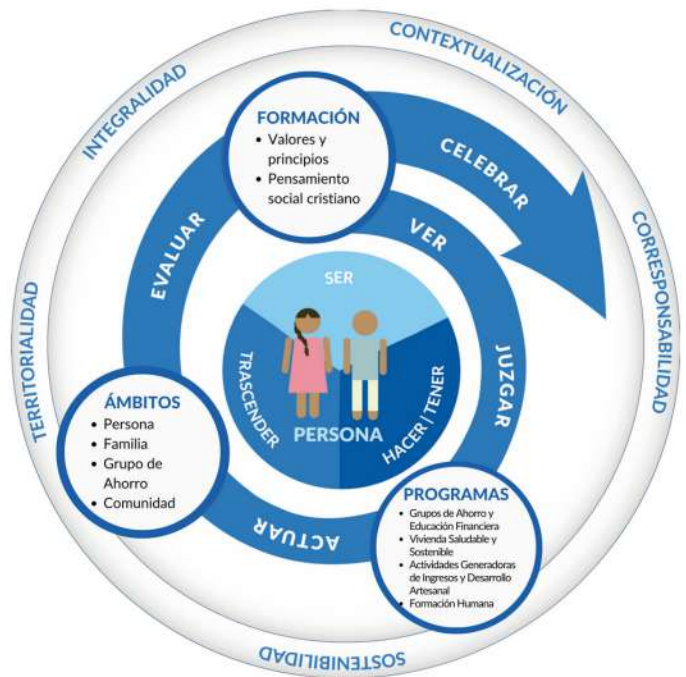 CONTEXTUALIZACIÓN
INTEGRALIDAD
CORRESPONSABILIDAD
TERRITORIALIDAD
SOSTENIBILIDAD
FORMACIÓN
• Valores y
principios
• Pensamiento
social cristiano
CELEBRAR
VER
EVALUAR
JUZGAR
ACTUAR
SER
TRASCENDER
HACER | TENER
PERSONA
ÁMBITOS
• Persona
• Familia
• Grupo de
Ahorro
• Comunidad
PROGRAMAS
• Grupos de Ahorro y
Educación Financiera
• Vivienda Saludable y
Sostenible
• Actividades Generadoras
de Ingresos y Desarrollo
Artesanal
• Formación Humana